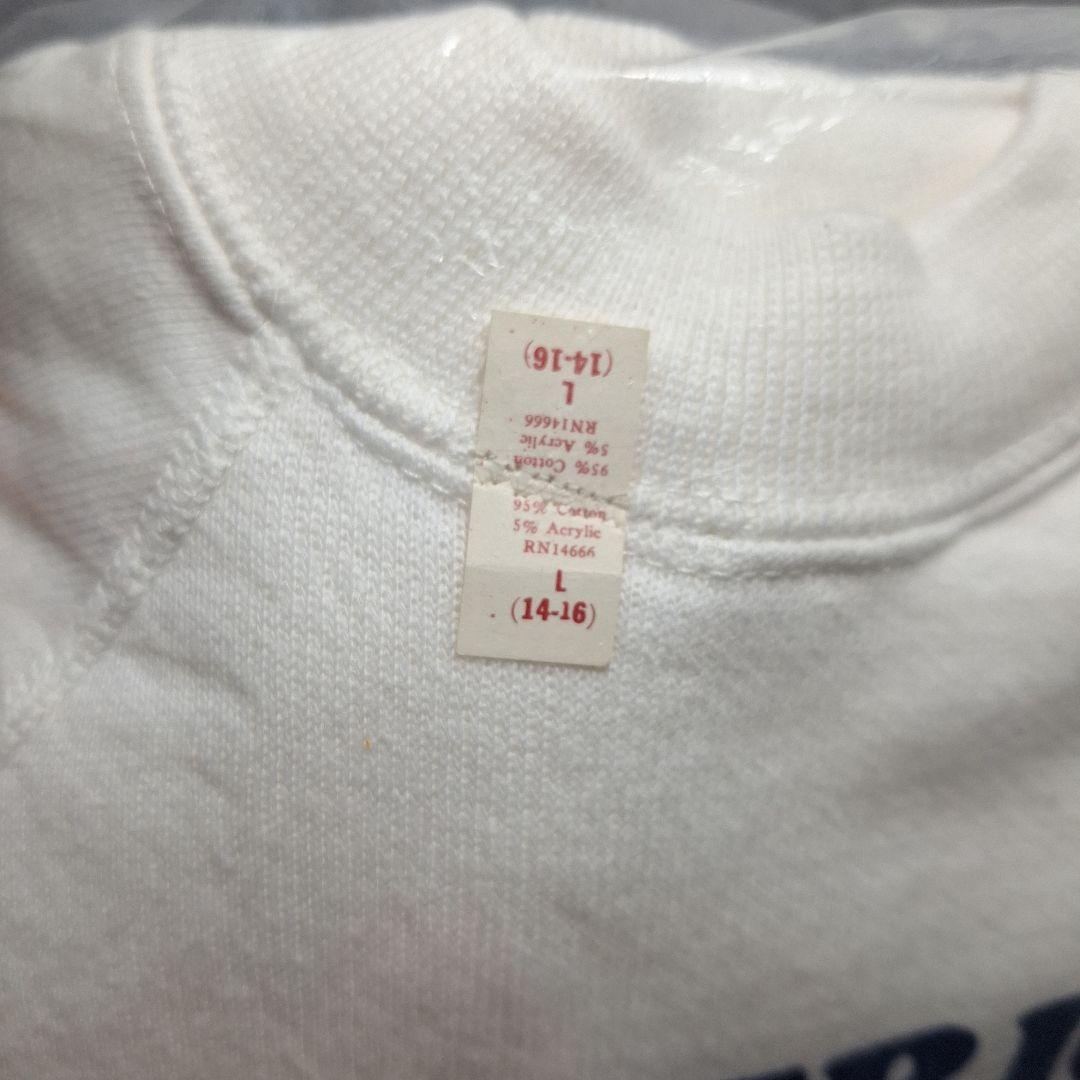 (14-16)
L
RN14666
5% Acrylic
95% Cotton
95% Cotton
5% Acrylic
RN14666
L
(14-16)